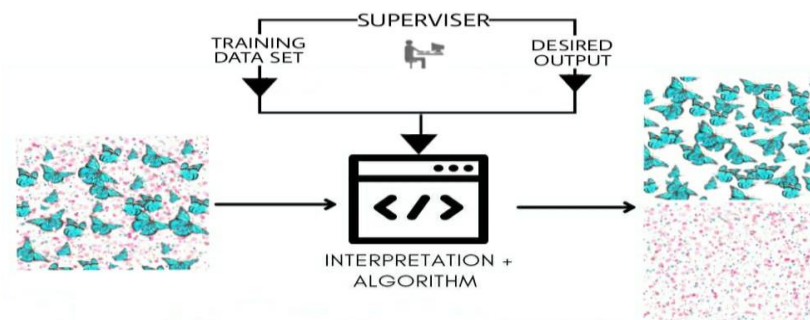 SUPERVISER
TRAINING
DATA SET
DESIRED
OUTPUT
</>
INTERPRETATION +
ALGORITHM